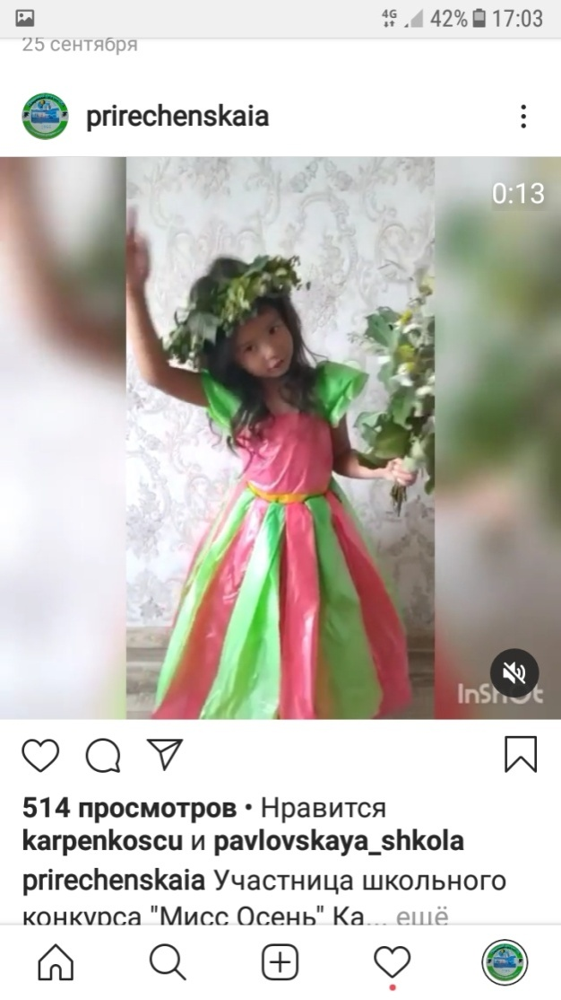 4G 42% 17:03
25 сентября
prirechenskaia
0:13
InShOt
514 просмотров • Нравится
karpenkoscu и pavlovskaya_shkola
prirechenskaia Участница школьного
конкурса "Мисс Осень" Ка... ещё